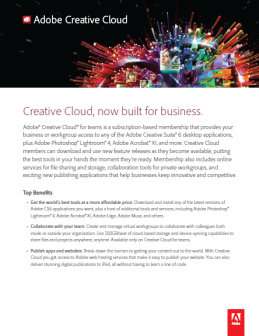 Adobe Creative Cloud
Creative Cloud, now built for business.
Adobe® Creative Cloud® for teams is a subscription-based membership that provides your
business or workgroup access to any of the Adobe Creative Suite® 6 desktop applications,
plus Adobe Photoshop® Lightroom® 4, Adobe Acrobat® XI, and more. Creative Cloud
members can download and use new feature releases as they become available, putting
the best tools in your hands the moment they're ready. Membership also includes online
services for file sharing and storage, collaboration tools for private workgroups, and
exciting new publishing applications that help businesses keep innovative and competitive
Top Benefits
• Get the world's best tools at a more affordable price: Download and install any of the latest versions of
Adobe CS6 applications you want, plus a host of additional tools and services, including Adobe Photoshop®
Lightroom® 4, Adobe Acrobat® XI, Adobe Edge, Adobe Muse, and others.
• Collaborate with your team: Create and manage virtual workgroups to collaborate with colleagues both
inside or outside your organization. Use 100GB/seat of cloud-based storage and device syncing capabilities to
share files and projects anywhere, anytime. Available only on Creative Cloud for teams.
• Publish apps and websites: Break down the barriers to getting your content out to the world. With Creative
Cloud you get access to Adobe web hosting services that make it easy to publish your website. You can also
deliver stunning digital publications to iPad, all without having to learn a line of code.
Adobe